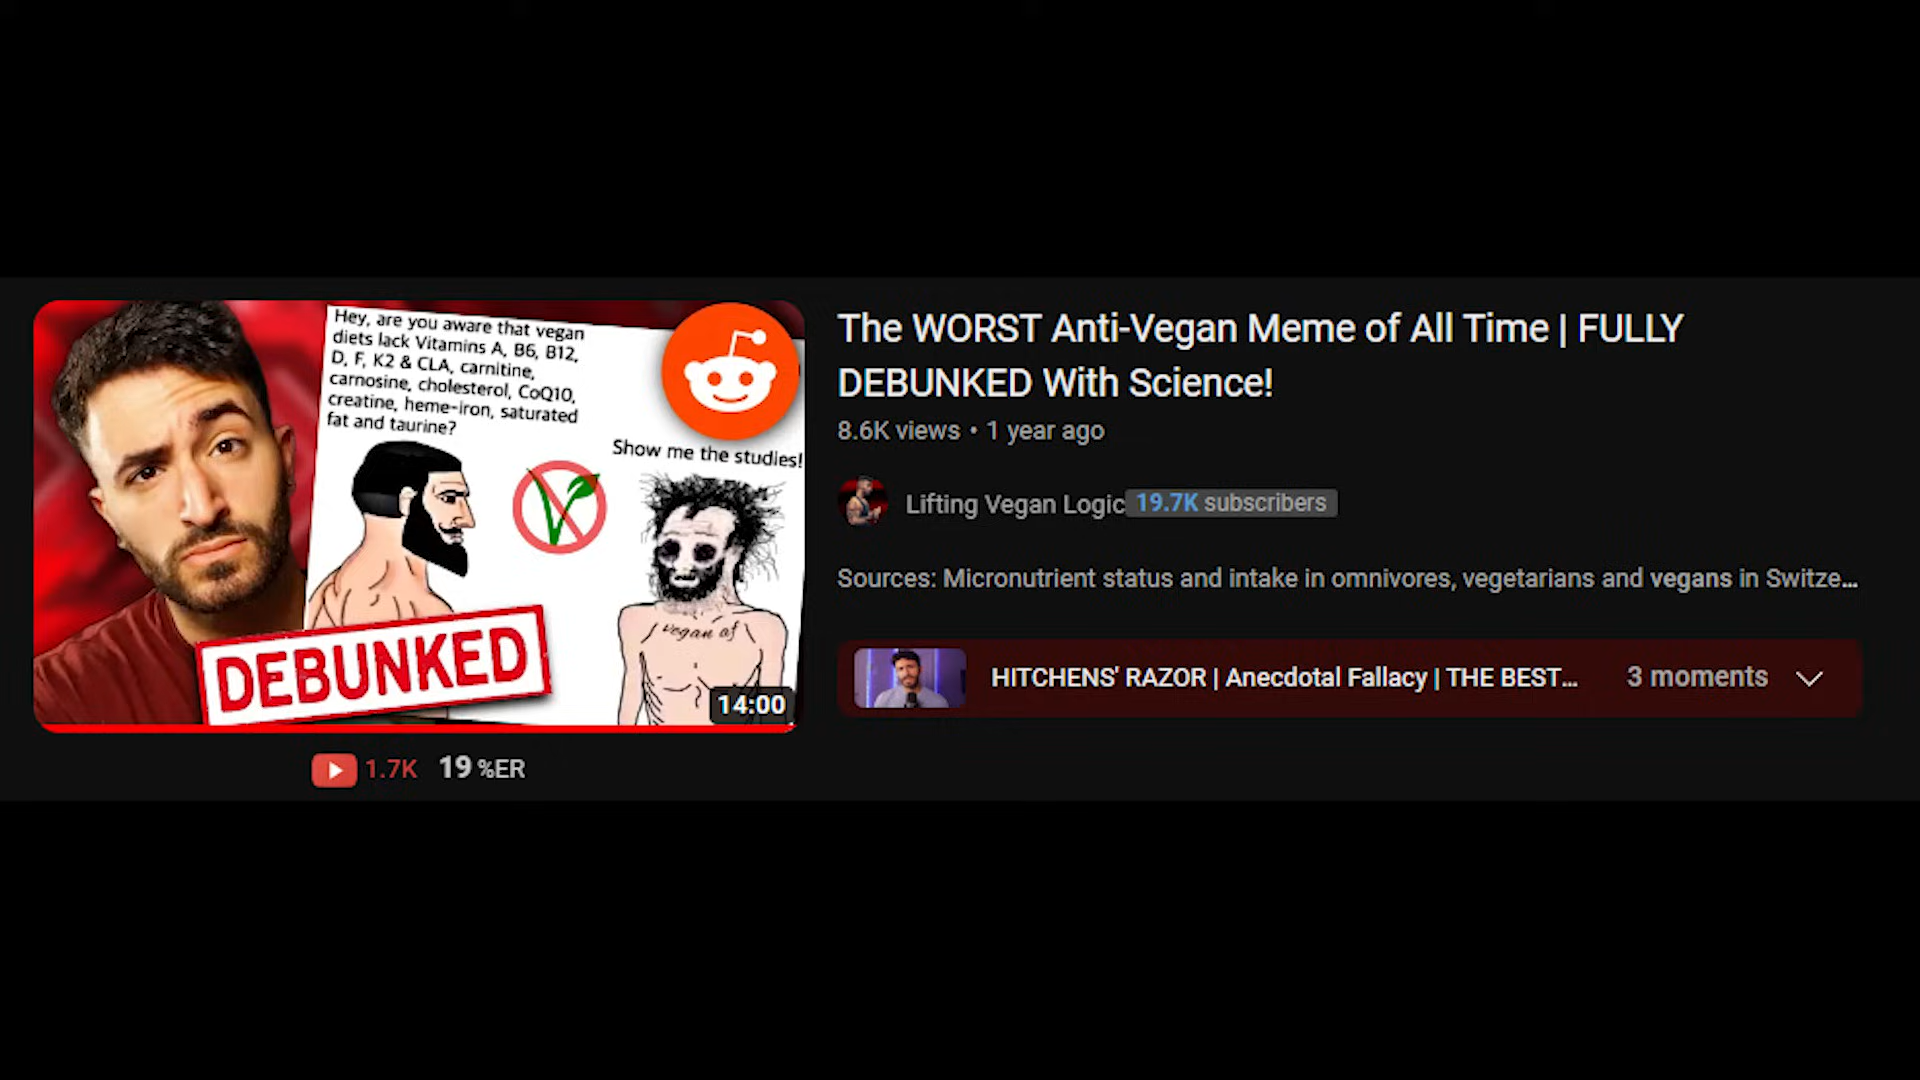 Hey, are you aware that vegan
diets lack Vitamins A, B6, B12,
D, F, K2 & CLA, carnitine,
carnosine, cholesterol, CoQ10,
creatine, heme-iron, saturated
fat and taurine?
Show me the studies!
vegan af
DEBUNKED
14:00
1.7K 19 %ER
The WORST Anti-Vegan Meme of All Time | FULLY
DEBUNKED With Science!
8.6K views • 1 year ago
Lifting Vegan Logic 19.7K subscribers
Sources: Micronutrient status and intake in omnivores, vegetarians and vegans in Switze...
HITCHENS' RAZOR | Anecdotal Fallacy | THE BEST... 3 moments